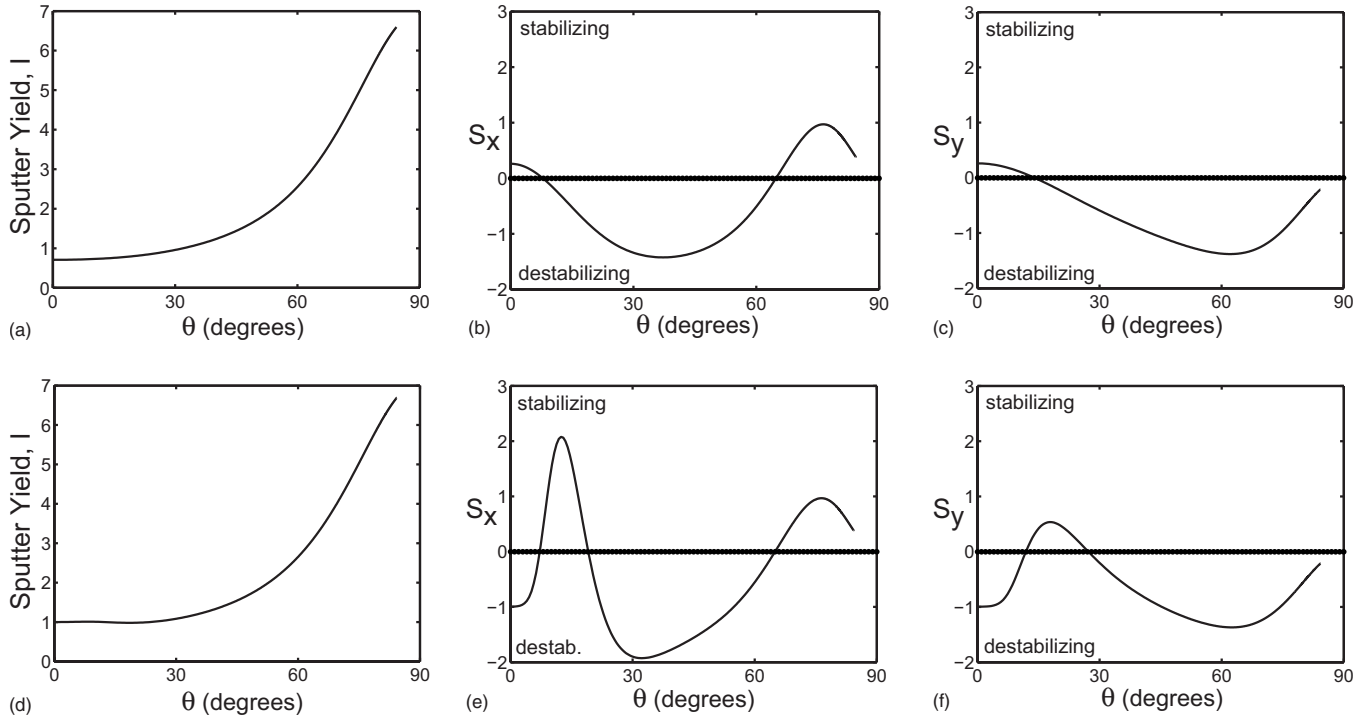 Sputter Yield, I
7
6
5
4
3
2
1
0
0 30 60 90
θ (degrees)
(a)
Sx
3
2
1
0
−1
−2
stabilizing
destabilizing
0 30 60 90
θ (degrees)
(b)
Sy
3
2
1
0
−1
−2
stabilizing
destabilizing
0 30 60 90
θ (degrees)
(c)
Sputter Yield, I
7
6
5
4
3
2
1
0
0 30 60 90
θ (degrees)
(d)
Sx
3
2
1
0
−1
−2
stabilizing
destab.
0 30 60 90
θ (degrees)
(e)
Sy
3
2
1
0
−1
−2
stabilizing
destabilizing
0 30 60 90
θ (degrees)
(f)